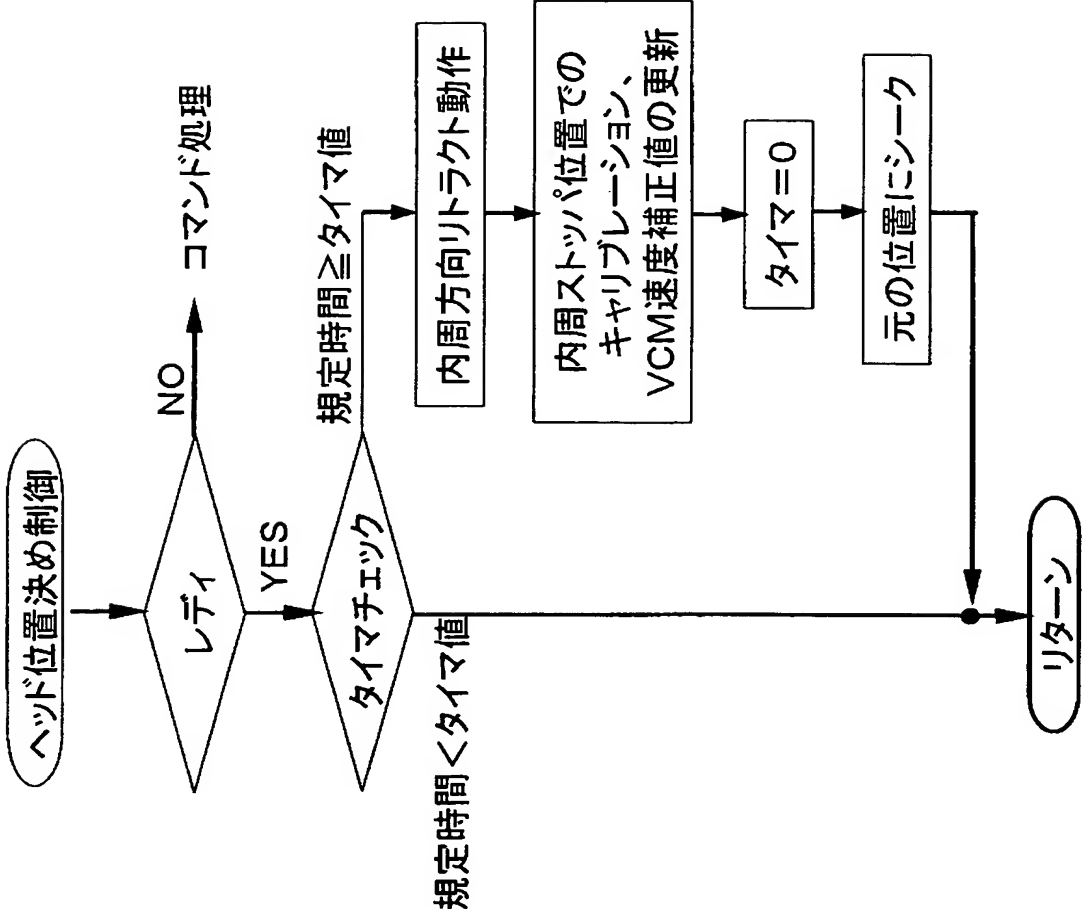 ヘッド位置決め制御
レディ
NO
コマンド処理
YES
タイマチェック
規定時間≧タイマ値
規定時間<タイマ値
内周方向リトラクト動作
内周ストッパ位置での
キャリブレーション、
VCM速度補正値の更新
タイマ=0
元の位置にシーク
リターン